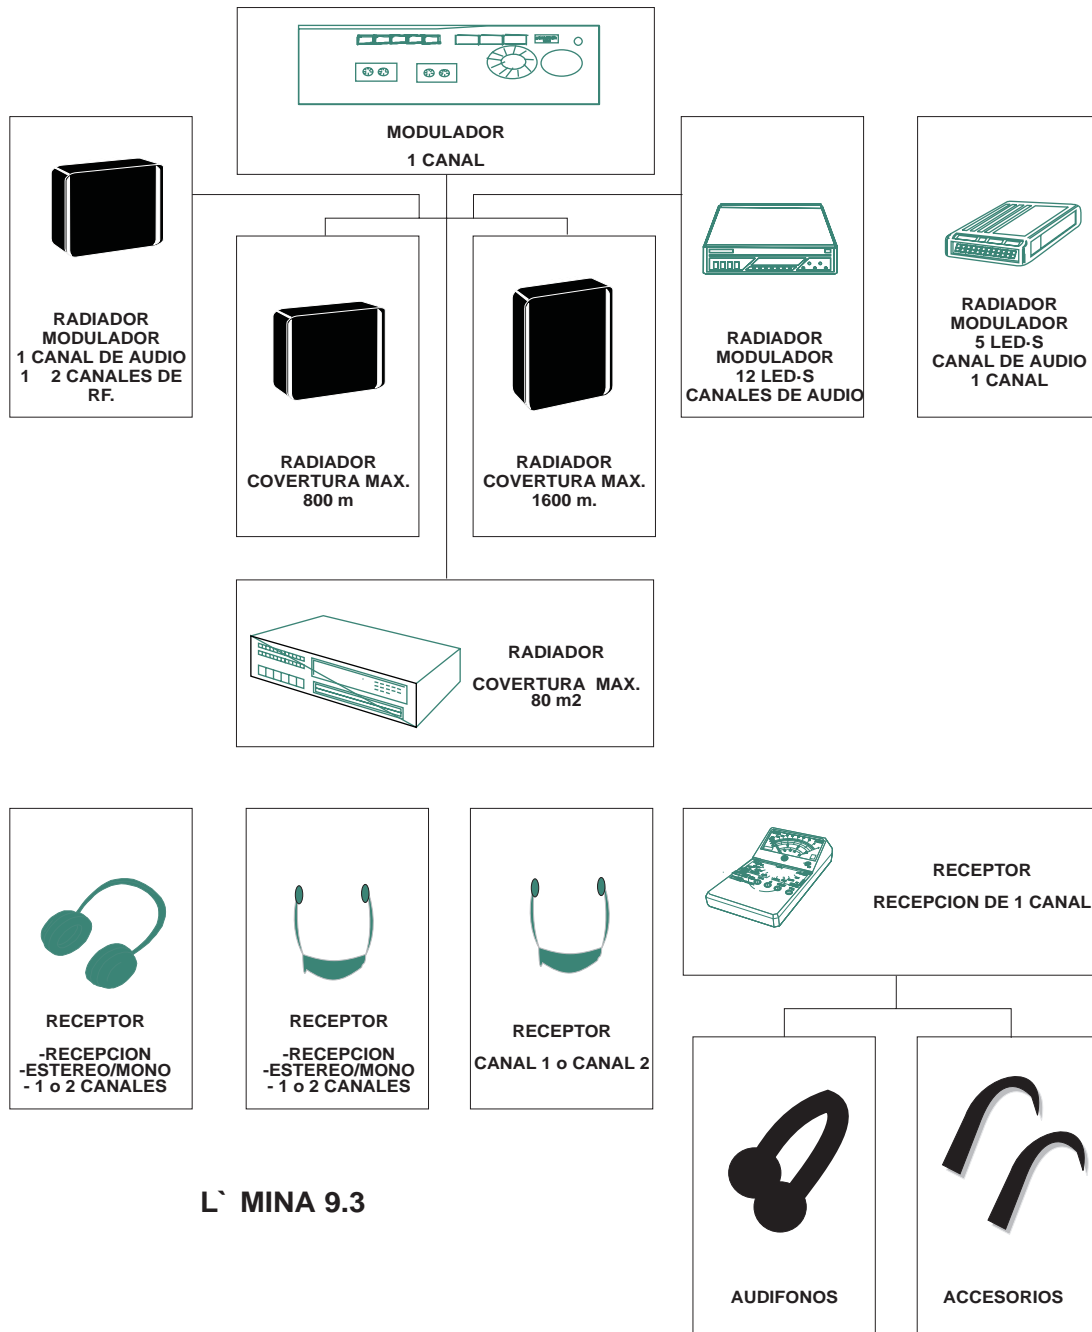 MODULADOR
1 CANAL
RADIADOR
MODULADOR
1 CANAL DE AUDIO
1 2 CANALES DE
RF.
RADIADOR
COVERTURA MAX.
800 m
RADIADOR
COVERTURA MAX.
1600 m.
RADIADOR
MODULADOR
12 LED·S
CANALES DE AUDIO
RADIADOR
MODULADOR
5 LED·S
CANAL DE AUDIO
1 CANAL
RADIADOR
COVERTURA MAX.
80 m2
RECEPTOR
-RECEPCION
-ESTEREO/MONO
- 1 o 2 CANALES
RECEPTOR
-RECEPCION
-ESTEREO/MONO
- 1 o 2 CANALES
RECEPTOR
CANAL 1 o CANAL 2
RECEPTOR
RECEPCION DE 1 CANAL
AUDIFONOS
ACCESORIOS
L` MINA 9.3